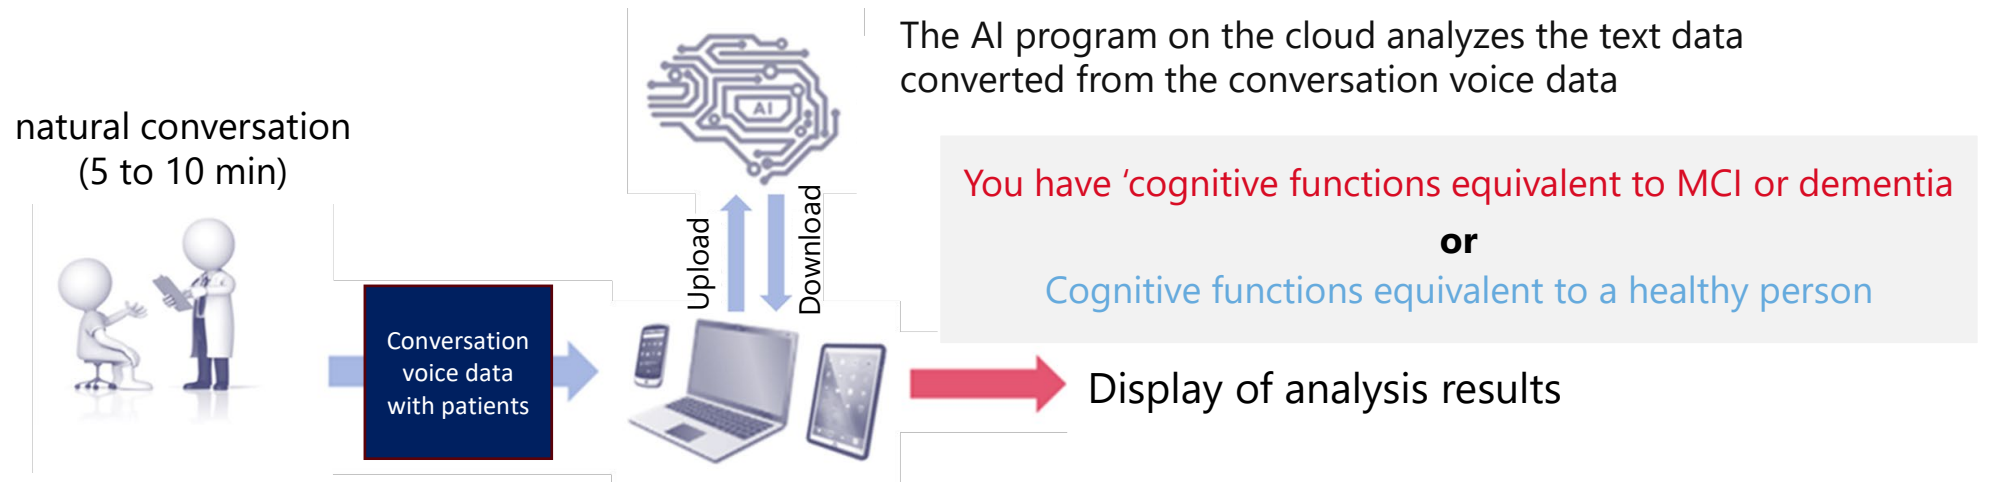 natural conversation
(5 to 10 min)
Conversation
voice data
with patients
Upload
Download
AI
The AI program on the cloud analyzes the text data
converted from the conversation voice data
You have ‘cognitive functions equivalent to MCI or dementia
or
Cognitive functions equivalent to a healthy person
Display of analysis results